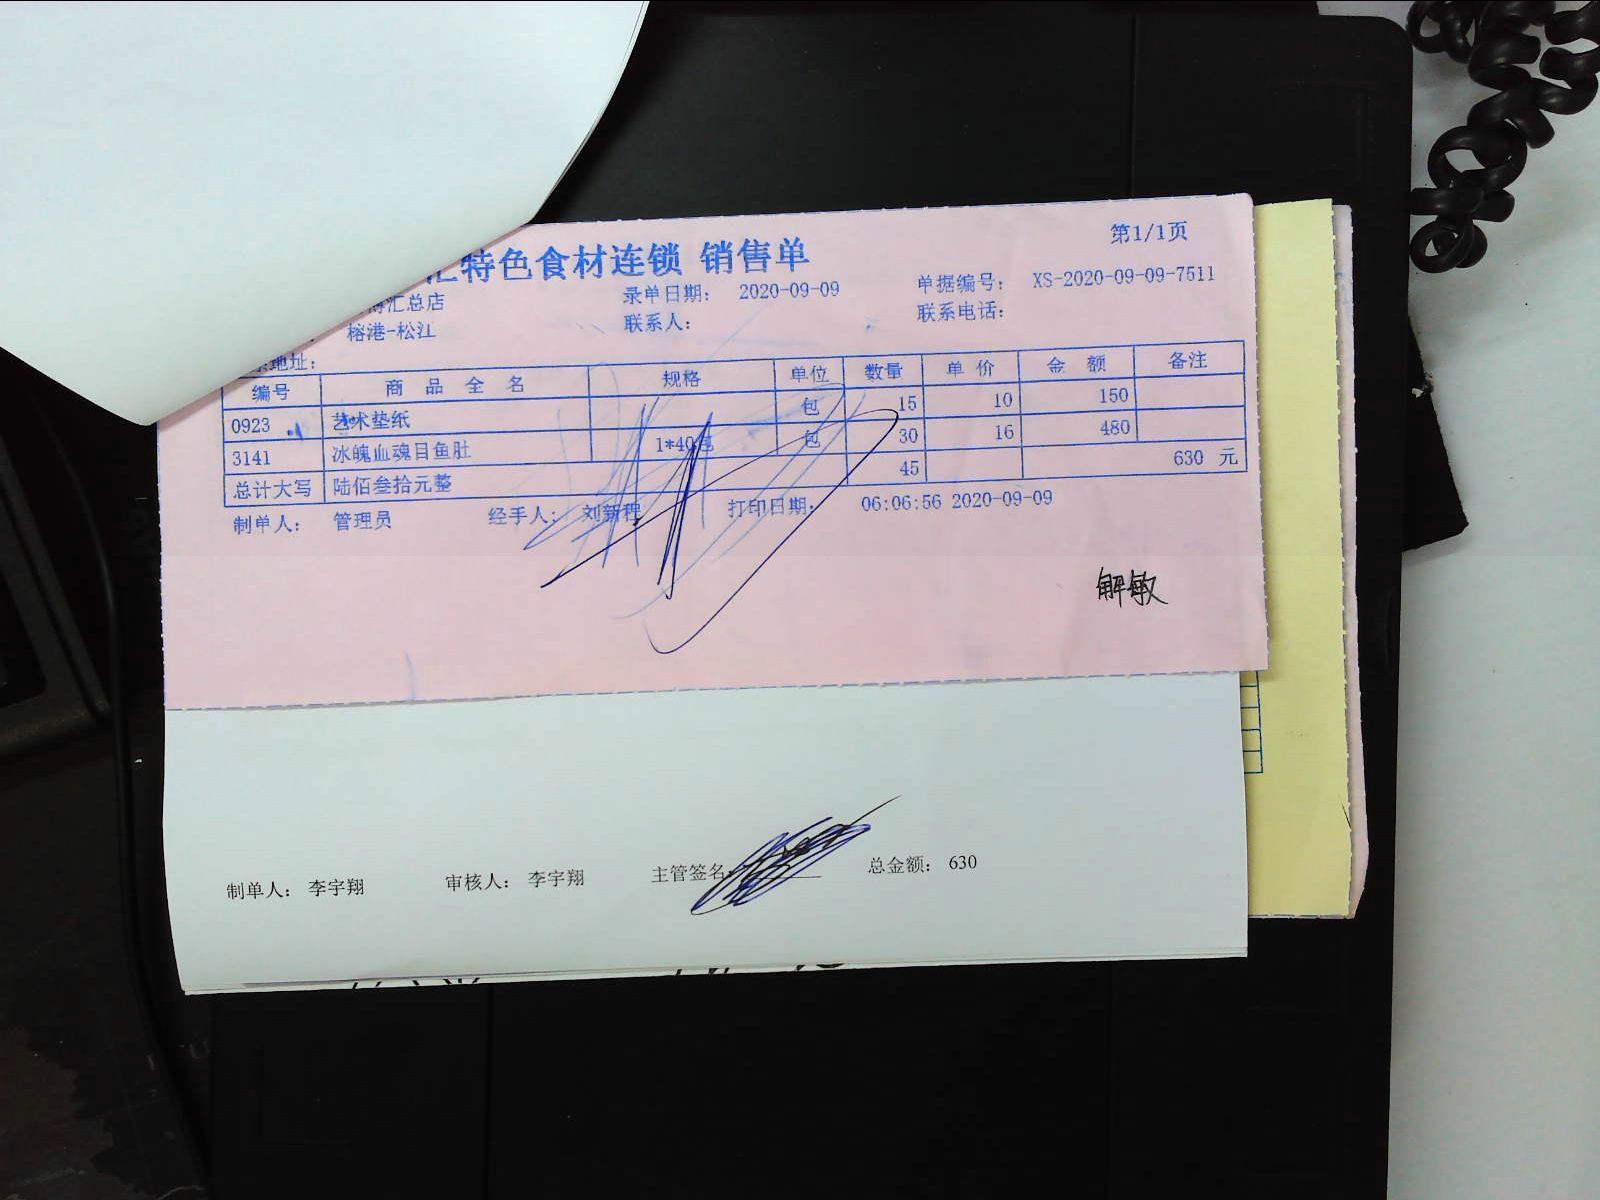 汇特色食材连锁 销售单
第1/1页
博汇总店 录单日期： 2020-09-09 单据编号： XS-2020-09-09-7511
榕港-松江 联系人： 联系电话：
地址：
编号 商 品 全 名 规格 单位 数量 单 价 金 额 备注
0923 艺术垫纸 包 15 10 150
3141 冰魄血魂目鱼肚 1*40包 包 30 16 480
总计大写 陆佰叁拾元整 45 630 元
制单人： 管理员 经手人： 刘新程 打印日期： 06:06:56 2020-09-09
解敏
制单人： 李宇翔 审核人： 李宇翔 主管签名： 总金额： 630